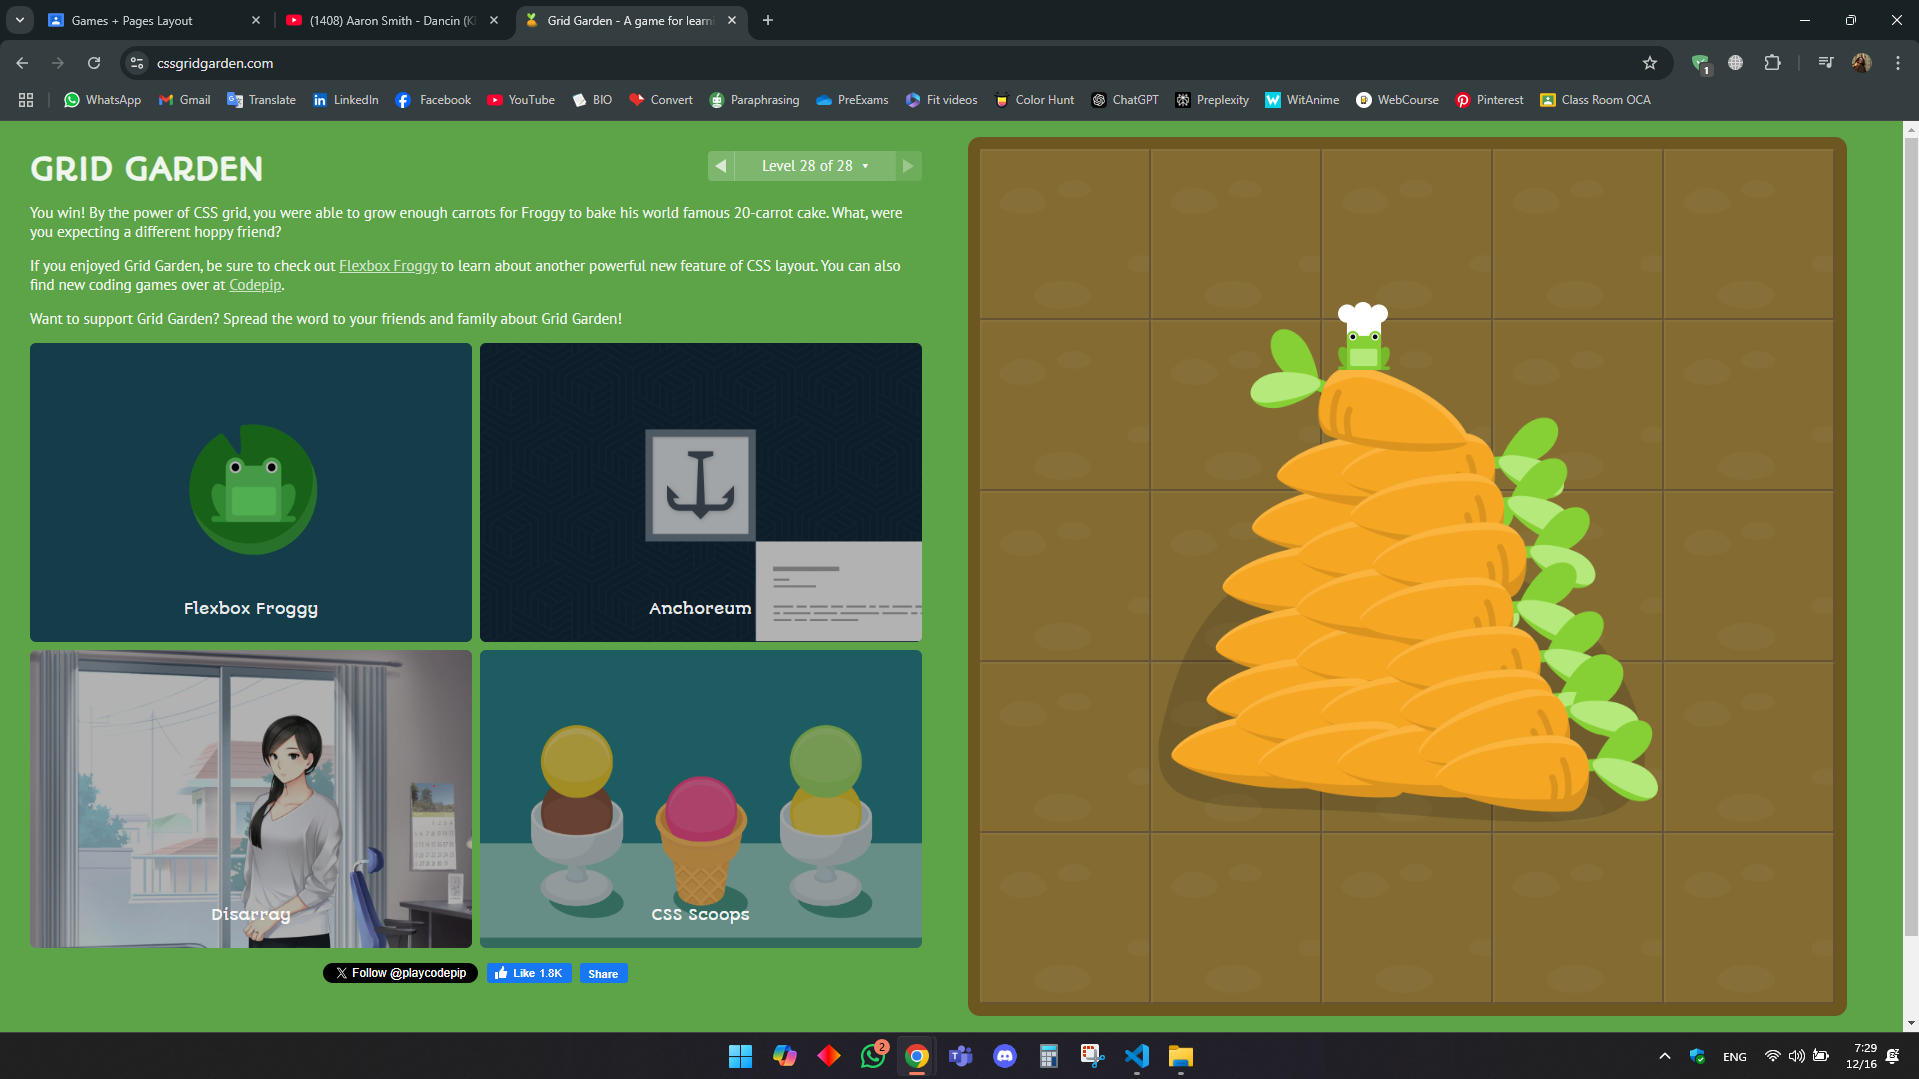 Games + Pages Layout
(1408) Aaron Smith - Dancin (K
Grid Garden - A game for learni
cssgridgarden.com
1
WhatsApp
Gmail
Translate
LinkedIn
Facebook
YouTube
BIO
Convert
Paraphrasing
PreExams
Fit videos
Color Hunt
ChatGPT
Preplexity
WitAnime
WebCourse
Pinterest
Class Room OCA
GRID GARDEN
Level 28 of 28
You win! By the power of CSS grid, you were able to grow enough carrots for Froggy to bake his world famous 20-carrot cake. What, were
you expecting a different hoppy friend?
If you enjoyed Grid Garden, be sure to check out Flexbox Froggy to learn about another powerful new feature of CSS layout. You can also
find new coding games over at Codepip.
Want to support Grid Garden? Spread the word to your friends and family about Grid Garden!
Flexbox Froggy
Anchoreum
Disarray
CSS Scoops
Follow @playcodepip
Like 1.8K
Share
2
ENG
7:29
12/16